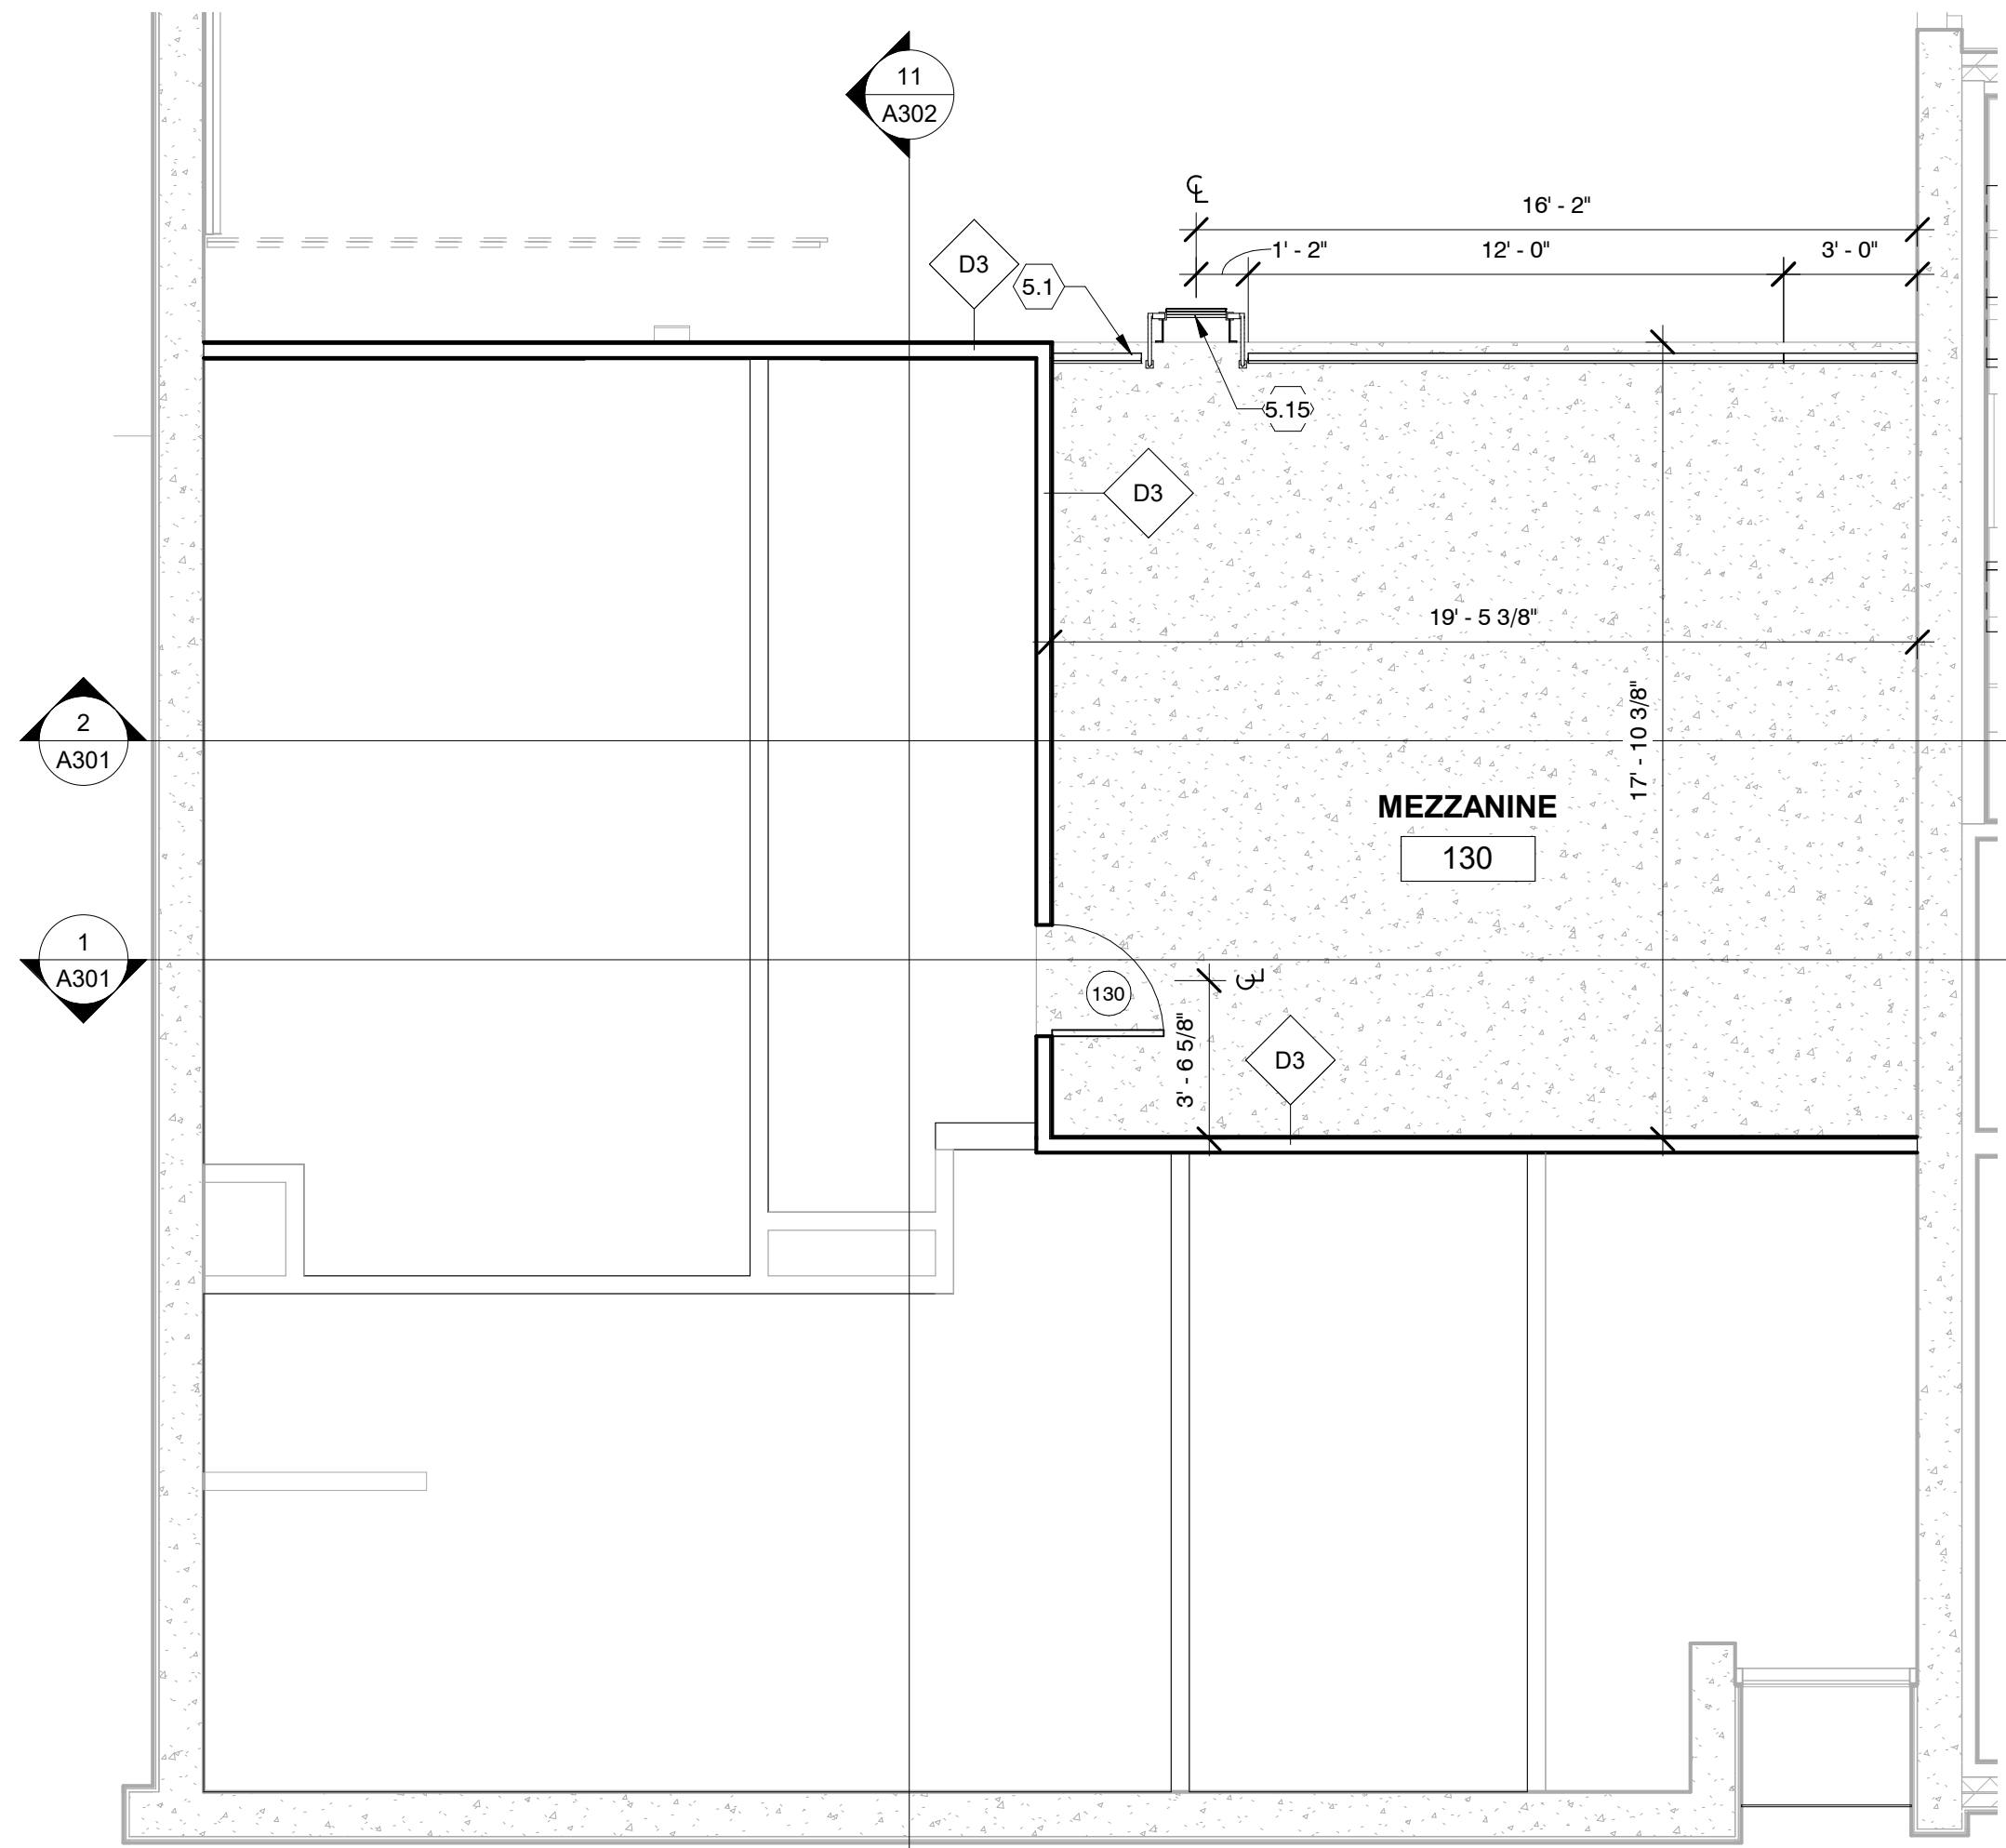 11
A302
℄
16' - 2"
1' - 2"
12' - 0"
3' - 0"
D3
5.1
5.15
D3
19' - 5 3/8"
17' - 10 3/8"
2
A301
MEZZANINE
130
1
A301
130
℄
3' - 6 5/8"
D3